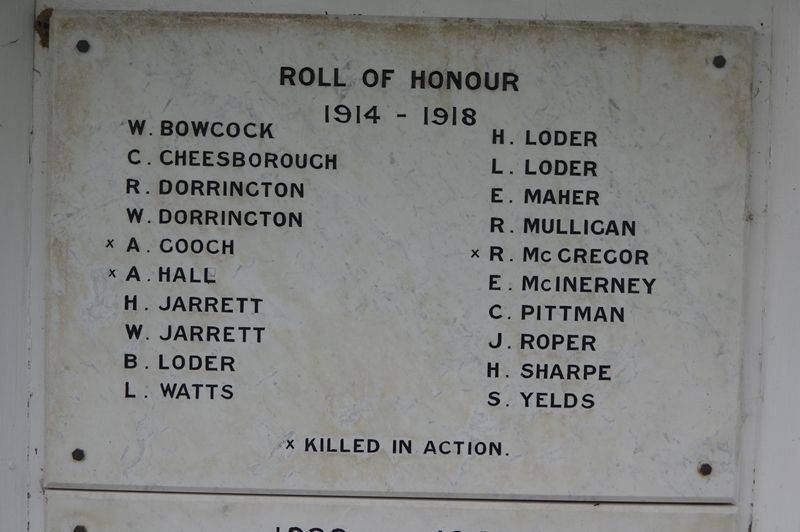 ROLL OF HONOUR
1914 - 1918
W. BOWCOCK
C. CHEESBOROUGH
R. DORRINGTON
W. DORRINGTON
x A. GOOCH
x A. HALL
H. JARRETT
W. JARRETT
B. LODER
L. WATTS
H. LODER
L. LODER
E. MAHER
R. MULLIGAN
x R. McGREGOR
E. McINERNEY
C. PITTMAN
J. ROPER
H. SHARPE
S. YELDS
x KILLED IN ACTION.